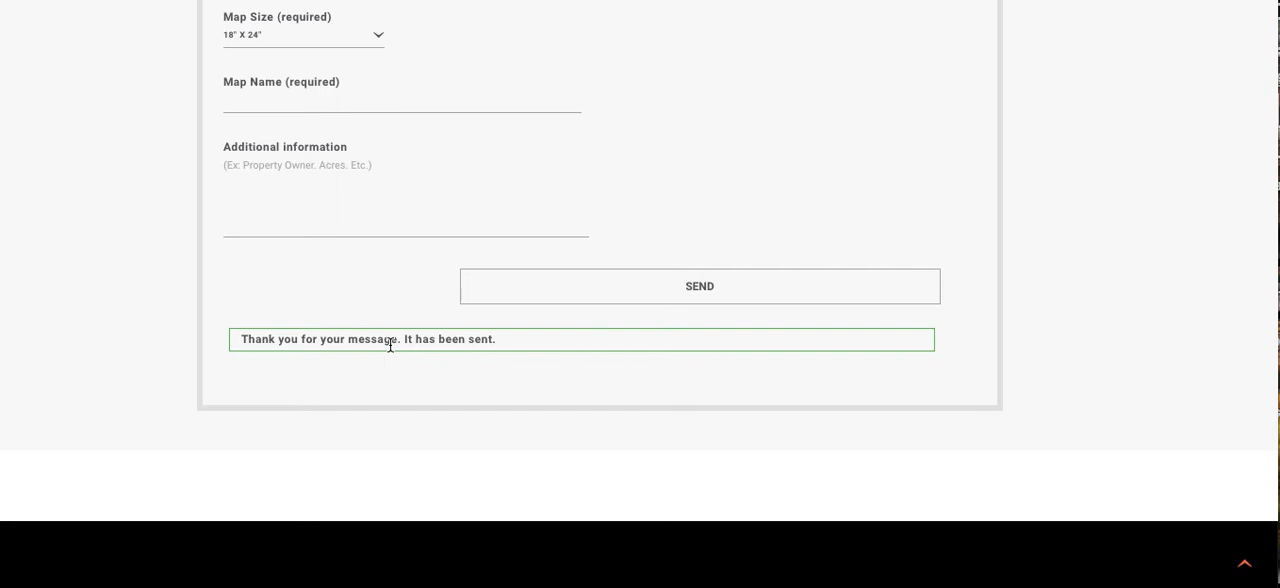 Map Size (required)
18" X 24"
Map Name (required)
Additional information
(Ex: Property Owner. Acres. Etc.)
SEND
Thank you for your message. It has been sent.